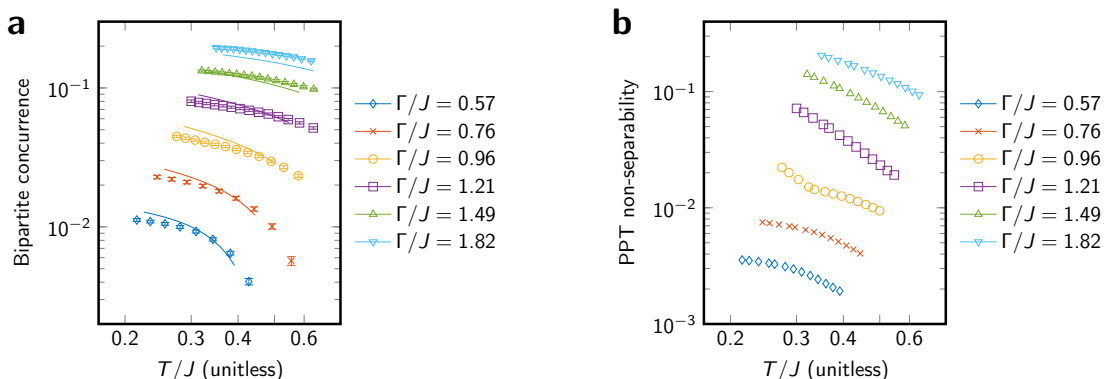 a
Bipartite concurrence
10⁻¹
10⁻²
0.2
0.3
0.4
0.6
T/J (unitless)
Γ/J = 0.57
Γ/J = 0.76
Γ/J = 0.96
Γ/J = 1.21
Γ/J = 1.49
Γ/J = 1.82
b
PPT non-separability
10⁻¹
10⁻²
10⁻³
0.2
0.3
0.4
0.6
T/J (unitless)
Γ/J = 0.57
Γ/J = 0.76
Γ/J = 0.96
Γ/J = 1.21
Γ/J = 1.49
Γ/J = 1.82